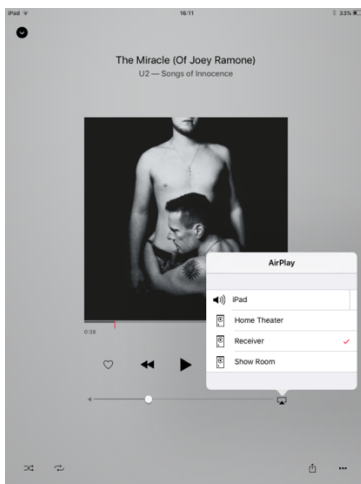 iPad
16:11
33%
The Miracle (Of Joey Ramone)
U2 — Songs of Innocence
AirPlay
iPad
Home Theater
Receiver
Show Room
0:38